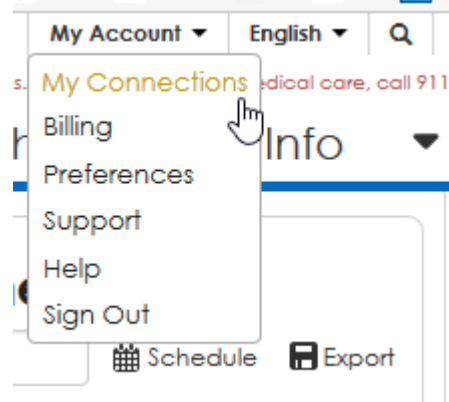 My Account English
My Connections
edical care, call 911
Billing
Info
Preferences
Support
Help
Sign Out
Schedule Export